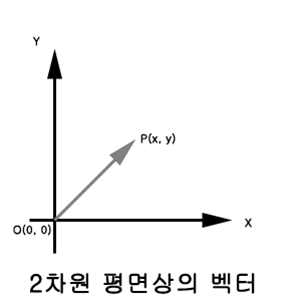 Y
P(x, y)
X
O(0, 0)
2차원 평면상의 벡터